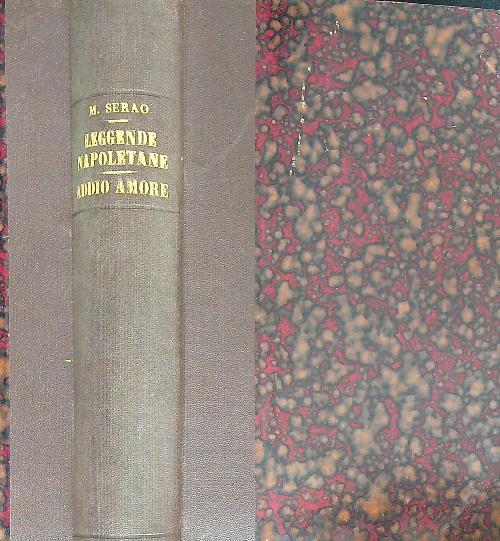 M. SERAO
LEGGENDE
NAPOLETANE
ADDIO AMORE